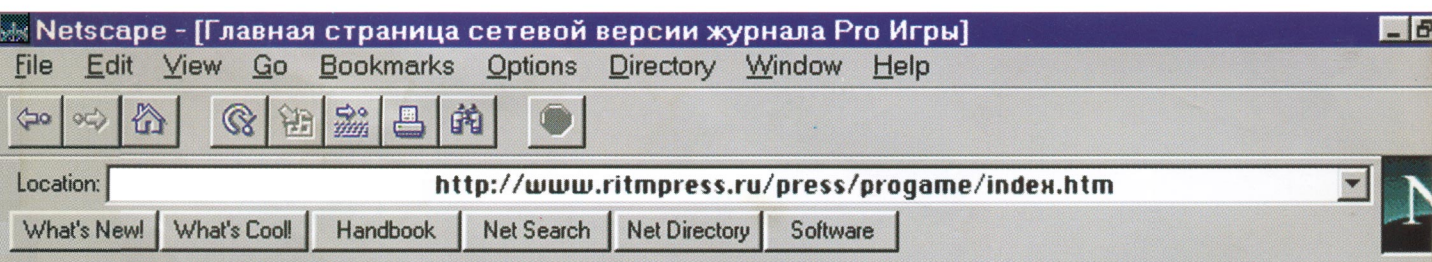 Netscape - [Главная страница сетевой версии журнала Pro Игры]
File Edit View Go Bookmarks Options Directory Window Help
Location: http://www.ritmpress.ru/press/progame/index.htm
What's New! What's Cool! Handbook Net Search Net Directory Software
N